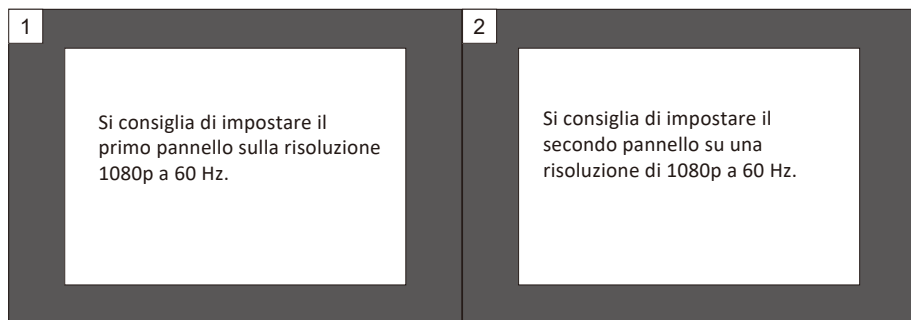 1
Si consiglia di impostare il
primo pannello sulla risoluzione
1080p a 60 Hz.
2
Si consiglia di impostare il
secondo pannello su una
risoluzione di 1080p a 60 Hz.